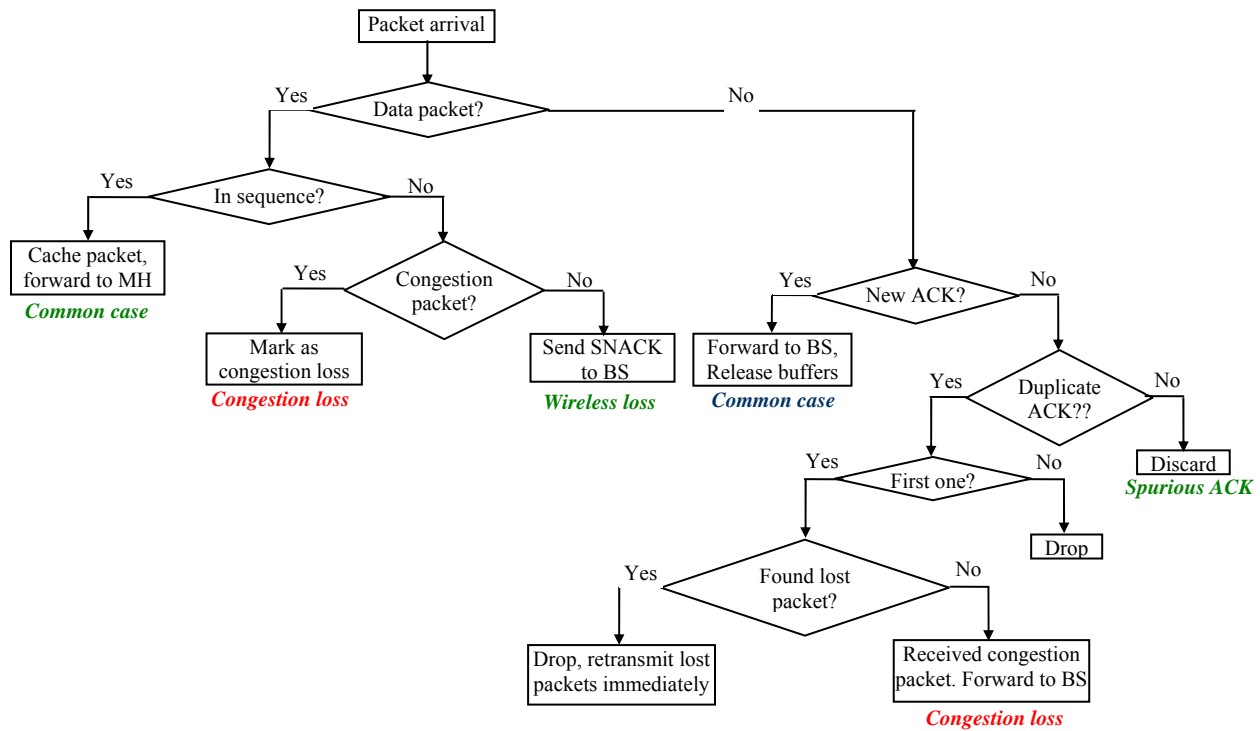 Packet arrival
Yes
Data packet?
No
Yes
In sequence?
No
Cache packet,
forward to MH
Common case
Yes
Congestion
packet?
No
Mark as
congestion loss
Congestion loss
Send SNACK
to BS
Wireless loss
Yes
New ACK?
No
Forward to BS,
Release buffers
Common case
Yes
Duplicate
ACK??
No
Discard
Spurious ACK
Yes
First one?
No
Drop
Yes
Found lost
packet?
No
Drop, retransmit lost
packets immediately
Received congestion
packet. Forward to BS
Congestion loss